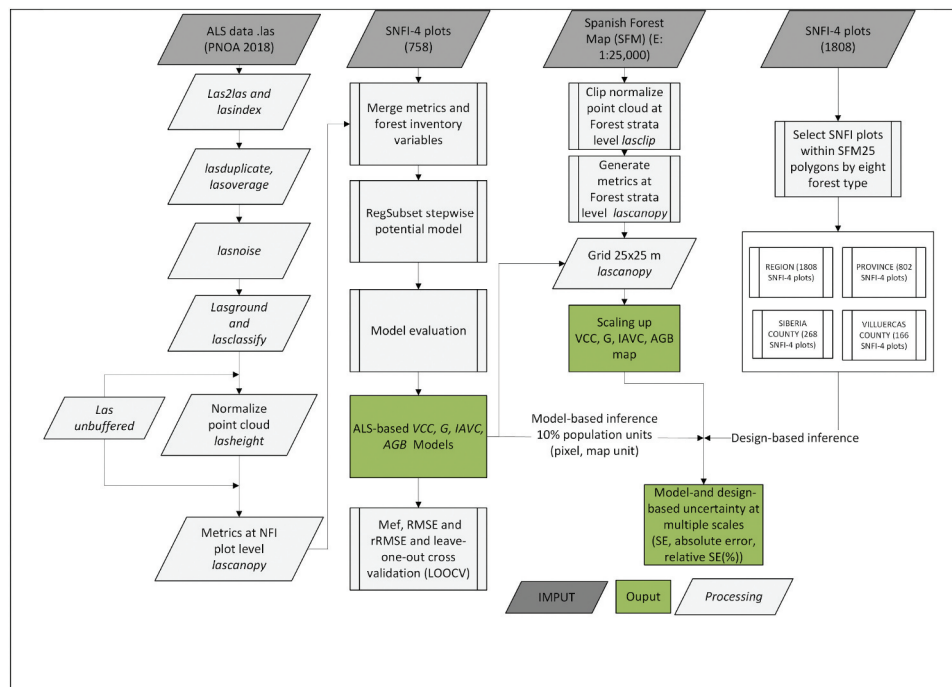 ALS data .las
(PNOA 2018)
Las2las and
lasindex
lasduplicate,
lasoverage
lasnoise
Lasground and
lasclassify
Las
unbuffered
Normalize
point cloud
lasheight
Metrics at NFI
plot level
lascanopy
SNFI-4 plots
(758)
Merge metrics and
forest inventory
variables
RegSubset stepwise
potential model
Model evaluation
ALS-based VCC, G, IAVC,
AGB Models
Mef, RMSE and
rRMSE and leave-
one-out cross
validation (LOOCV)
Spanish Forest
Map (SFM) (E:
1:25,000)
Clip normalize
point cloud at
Forest strata
level lasclip
Generate
metrics at
Forest strata
level lascanopy
Grid 25x25 m
lascanopy
Scaling up
VCC, G, IAVC, AGB
map
Model-based inference
10% population units
(pixel, map unit)
Design-based inference
Model-and design-
based uncertainty at
multiple scales
(SE, absolute error,
relative SE(%))
SNFI-4 plots
(1808)
Select SNFI plots
within SFM25
polygons by eight
forest type
REGION (1808
SNFI-4 plots)
PROVINCE (802
SNFI-4 plots)
SIBERIA
COUNTY (268
SNFI-4 plots)
VILLUERCAS
COUNTY (166
SNFI-4 plots)
IMPUT
Ouput
Processing